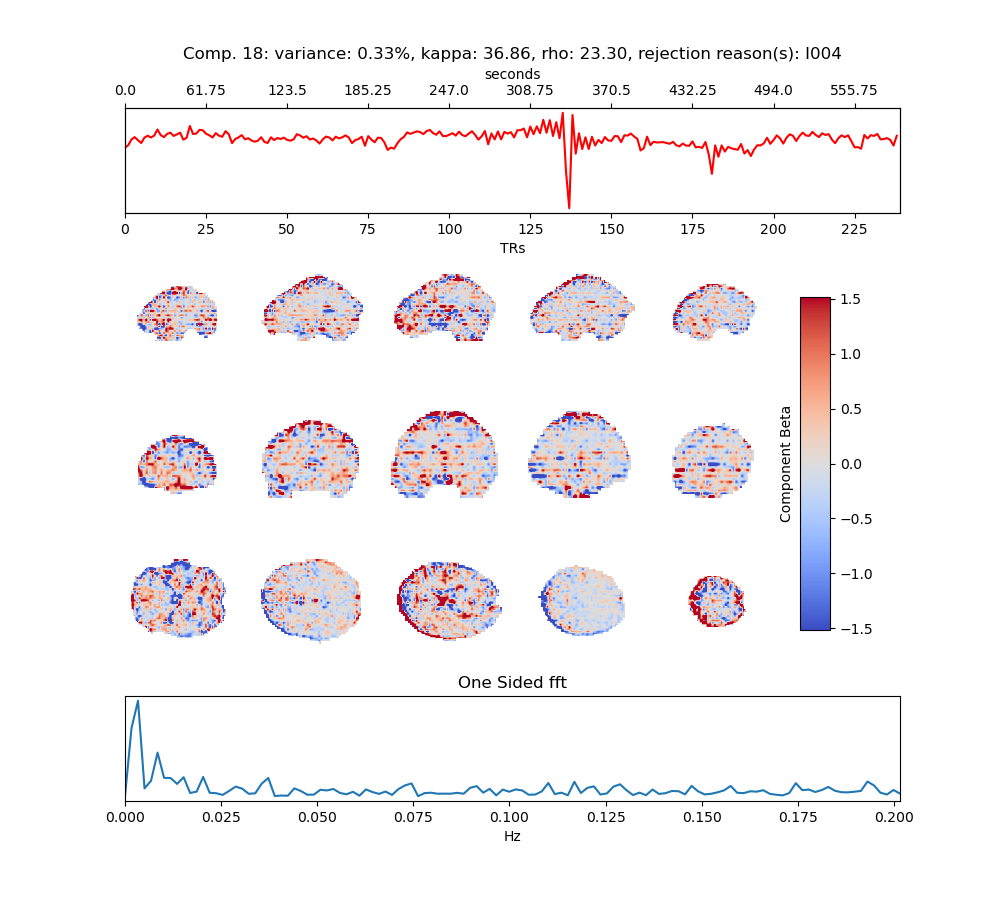 Comp. 18: variance: 0.33%, kappa: 36.86, rho: 23.30, rejection reason(s): I004
seconds
0.0 61.75 123.5 185.25 247.0 308.75 370.5 432.25 494.0 555.75
0 25 50 75 100 125 150 175 200 225
TRs
1.5
1.0
0.5
0.0
−0.5
−1.0
−1.5
Component Beta
One Sided fft
0.000 0.025 0.050 0.075 0.100 0.125 0.150 0.175 0.200
Hz